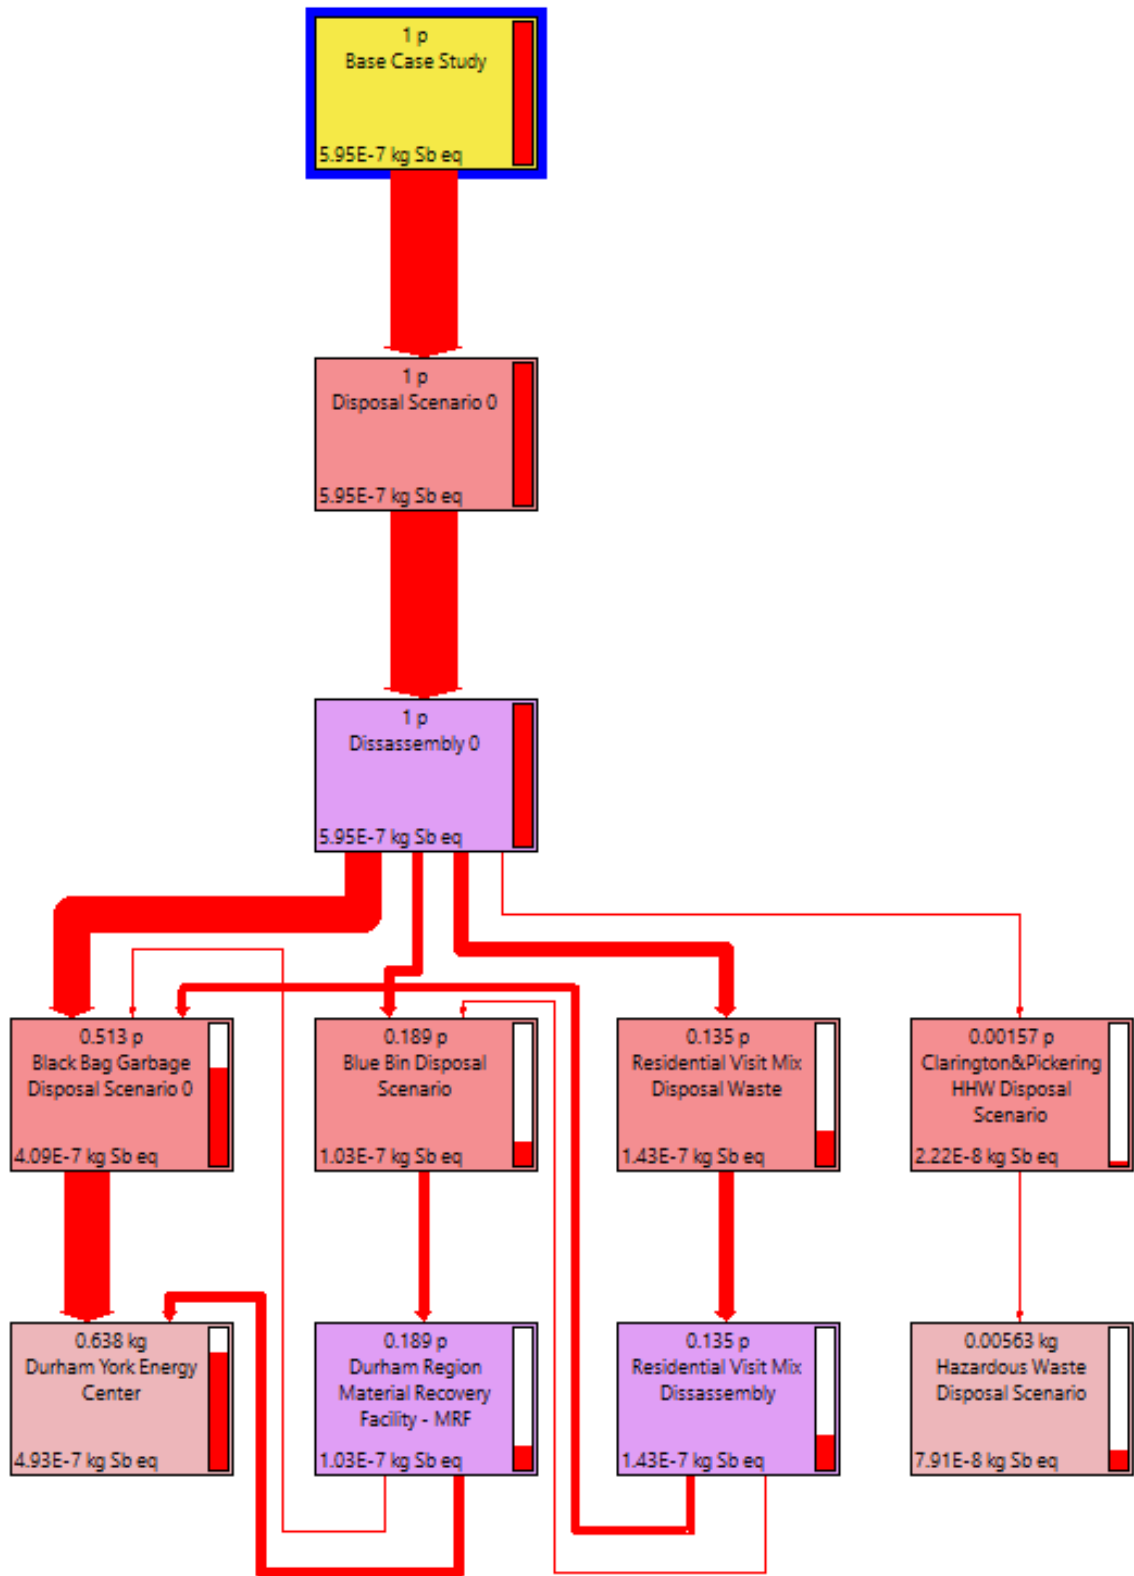 1 p
Base Case Study
5.95E-7 kg Sb eq
1 p
Disposal Scenario 0
5.95E-7 kg Sb eq
1 p
Dissassembly 0
5.95E-7 kg Sb eq
0.513 p
Black Bag Garbage
Disposal Scenario 0
4.09E-7 kg Sb eq
0.189 p
Blue Bin Disposal
Scenario
1.03E-7 kg Sb eq
0.135 p
Residential Visit Mix
Disposal Waste
1.43E-7 kg Sb eq
0.00157 p
Clarington&Pickering
HHW Disposal
Scenario
2.22E-8 kg Sb eq
0.638 kg
Durham York Energy
Center
4.93E-7 kg Sb eq
0.189 p
Durham Region
Material Recovery
Facility - MRF
1.03E-7 kg Sb eq
0.135 p
Residential Visit Mix
Dissassembly
1.43E-7 kg Sb eq
0.00563 kg
Hazardous Waste
Disposal Scenario
7.91E-8 kg Sb eq